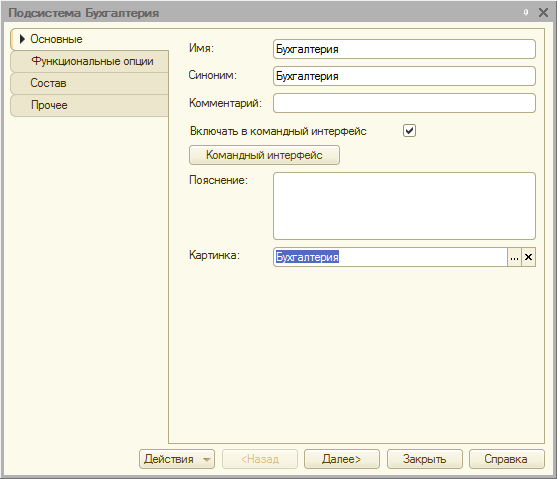 Подсистема Бухгалтерия
Основные
Функциональные опции
Состав
Прочее
Имя: Бухгалтерия
Синоним: Бухгалтерия
Комментарий:
Включать в командный интерфейс
Командный интерфейс
Пояснение:
Картинка: Бухгалтерия ...
Действия <Назад Далее> Закрыть Справка